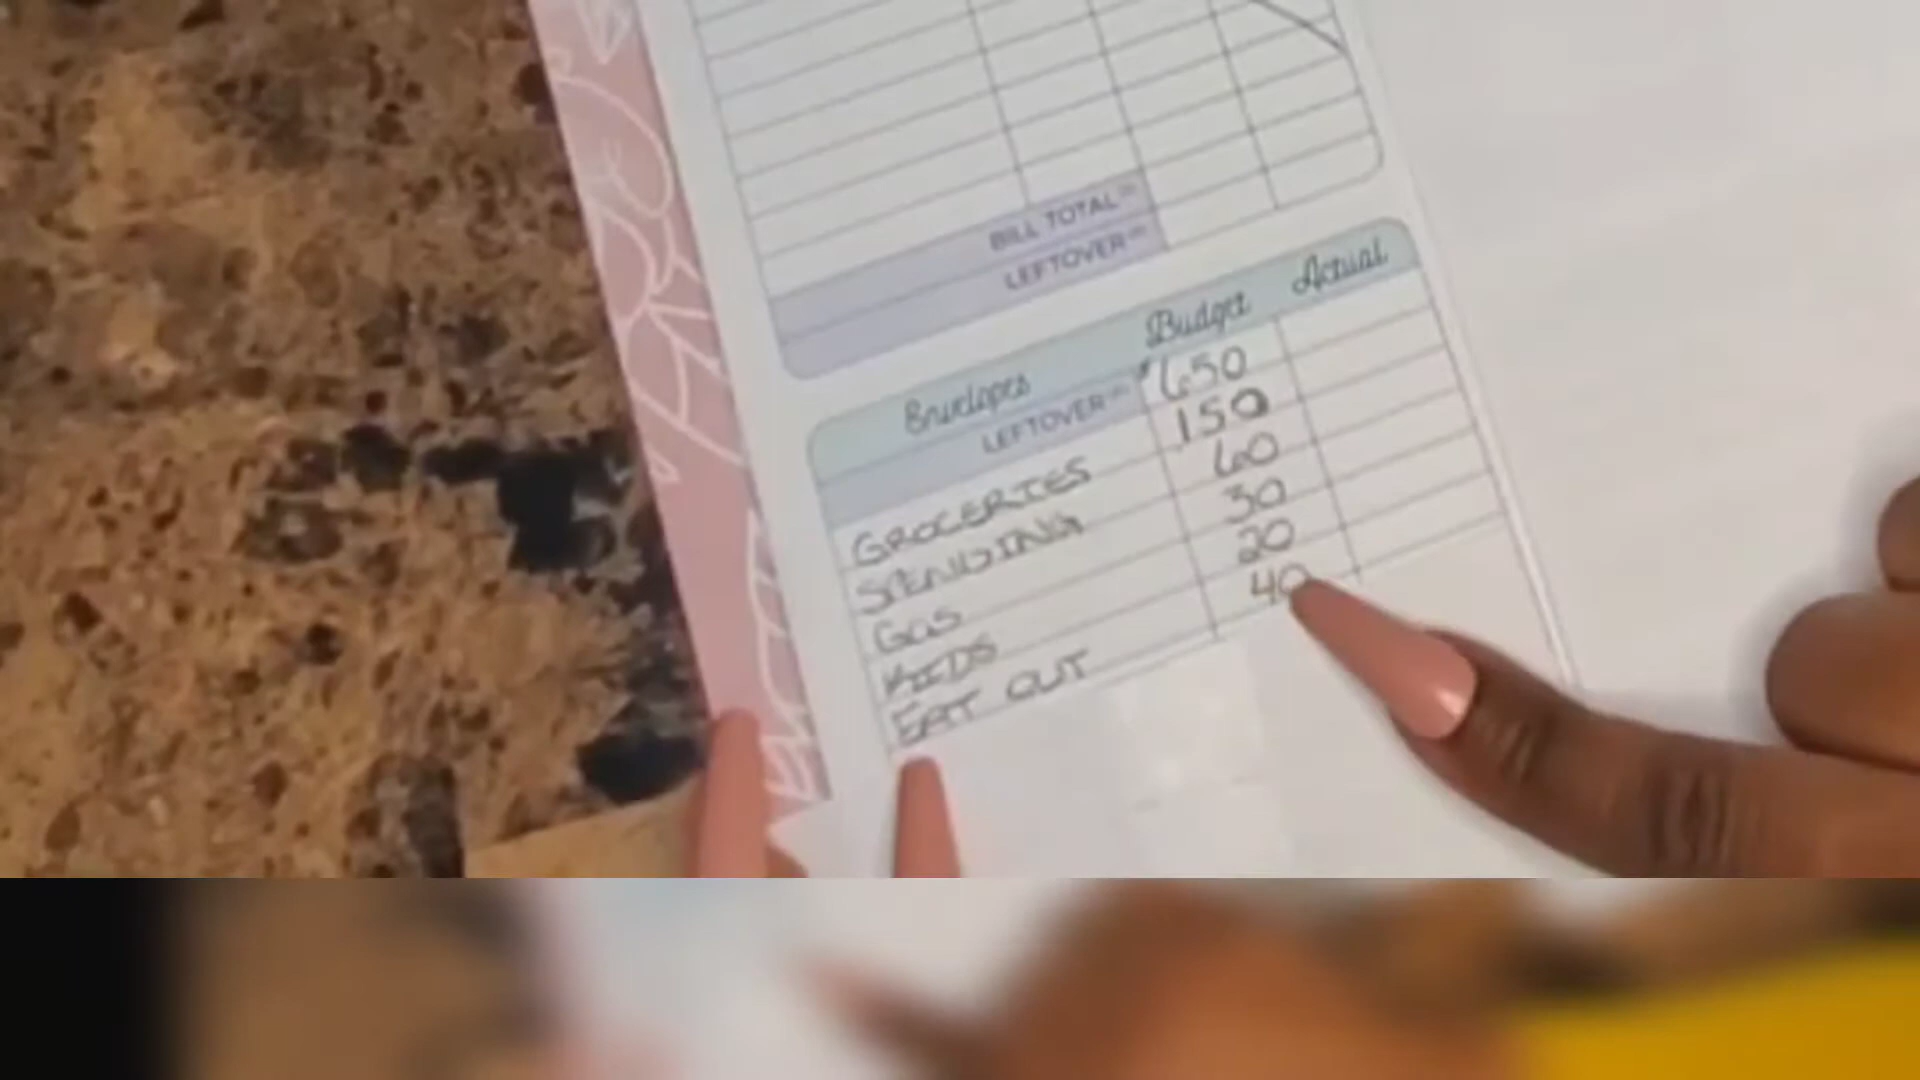 BILL TOTAL
LEFTOVER
Envelopes Budget Actual
LEFTOVER $650
GROCERIES 150
SPENDING 60
GAS 30
KIDS 20
EAT OUT 40